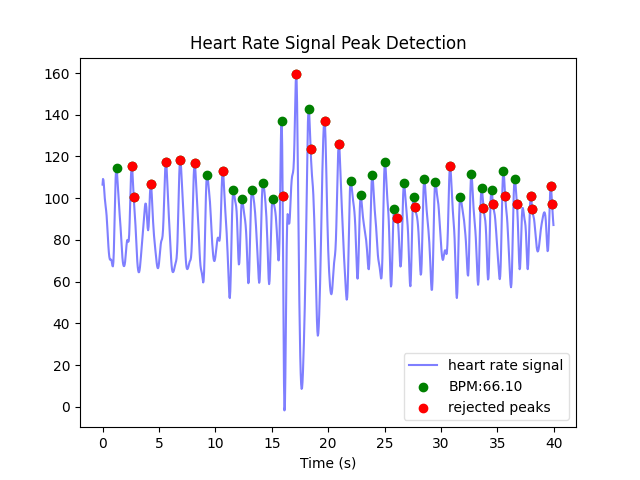 Heart Rate Signal Peak Detection
160
140
120
100
80
60
40
20
0
heart rate signal
BPM:66.10
rejected peaks
0 5 10 15 20 25 30 35 40
Time (s)